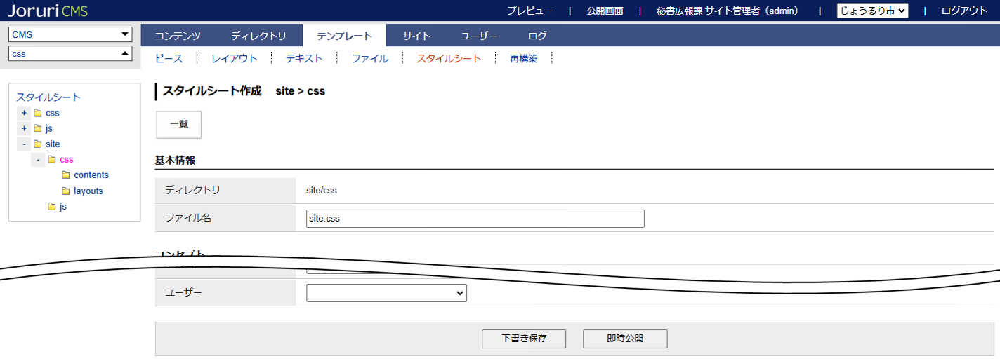 Joruri CMS
プレビュー | 公開画面 | 秘書広報課 サイト管理者（admin） | じょうるり市 | ログアウト
CMS
css
コンテンツ ディレクトリ テンプレート サイト ユーザー ログ
ピース レイアウト テキスト ファイル スタイルシート 再構築
スタイルシート
+ css
+ js
- site
- css
contents
layouts
js
スタイルシート作成 site > css
一覧
基本情報
ディレクトリ site/css
ファイル名 site.css
コンセプト
ユーザー
下書き保存 即時公開